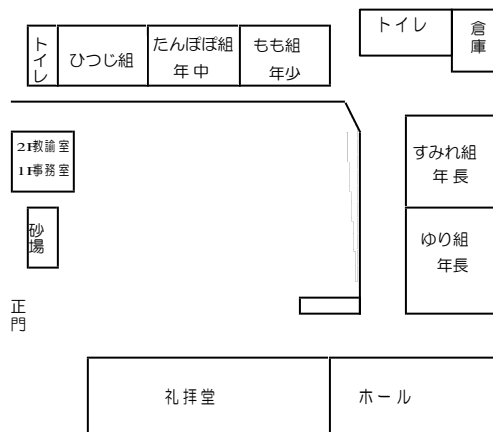 トイレ
ひつじ組
たんぽぽ組
年中
もも組
年少
トイレ
倉庫
2F教諭室
1F事務室
すみれ組
年長
砂場
ゆり組
年長
正門
礼拝堂
ホール